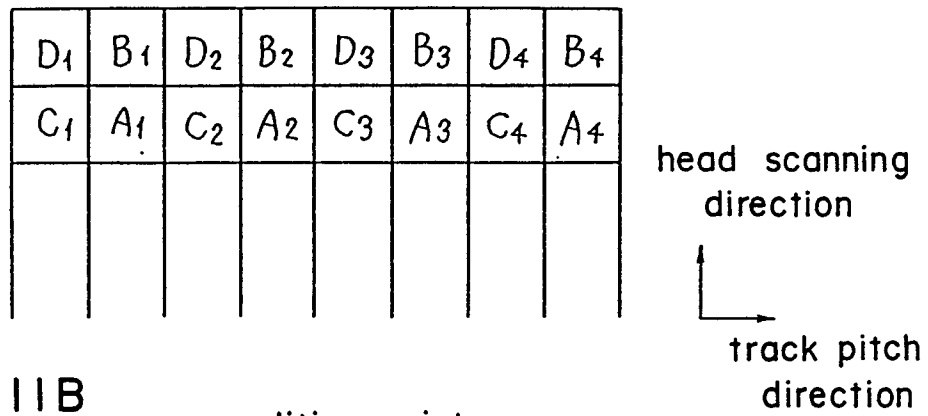 D1 B1 D2 B2 D3 B3 D4 B4
C1 A1 C2 A2 C3 A3 C4 A4
head scanning
direction
track pitch
direction
11B